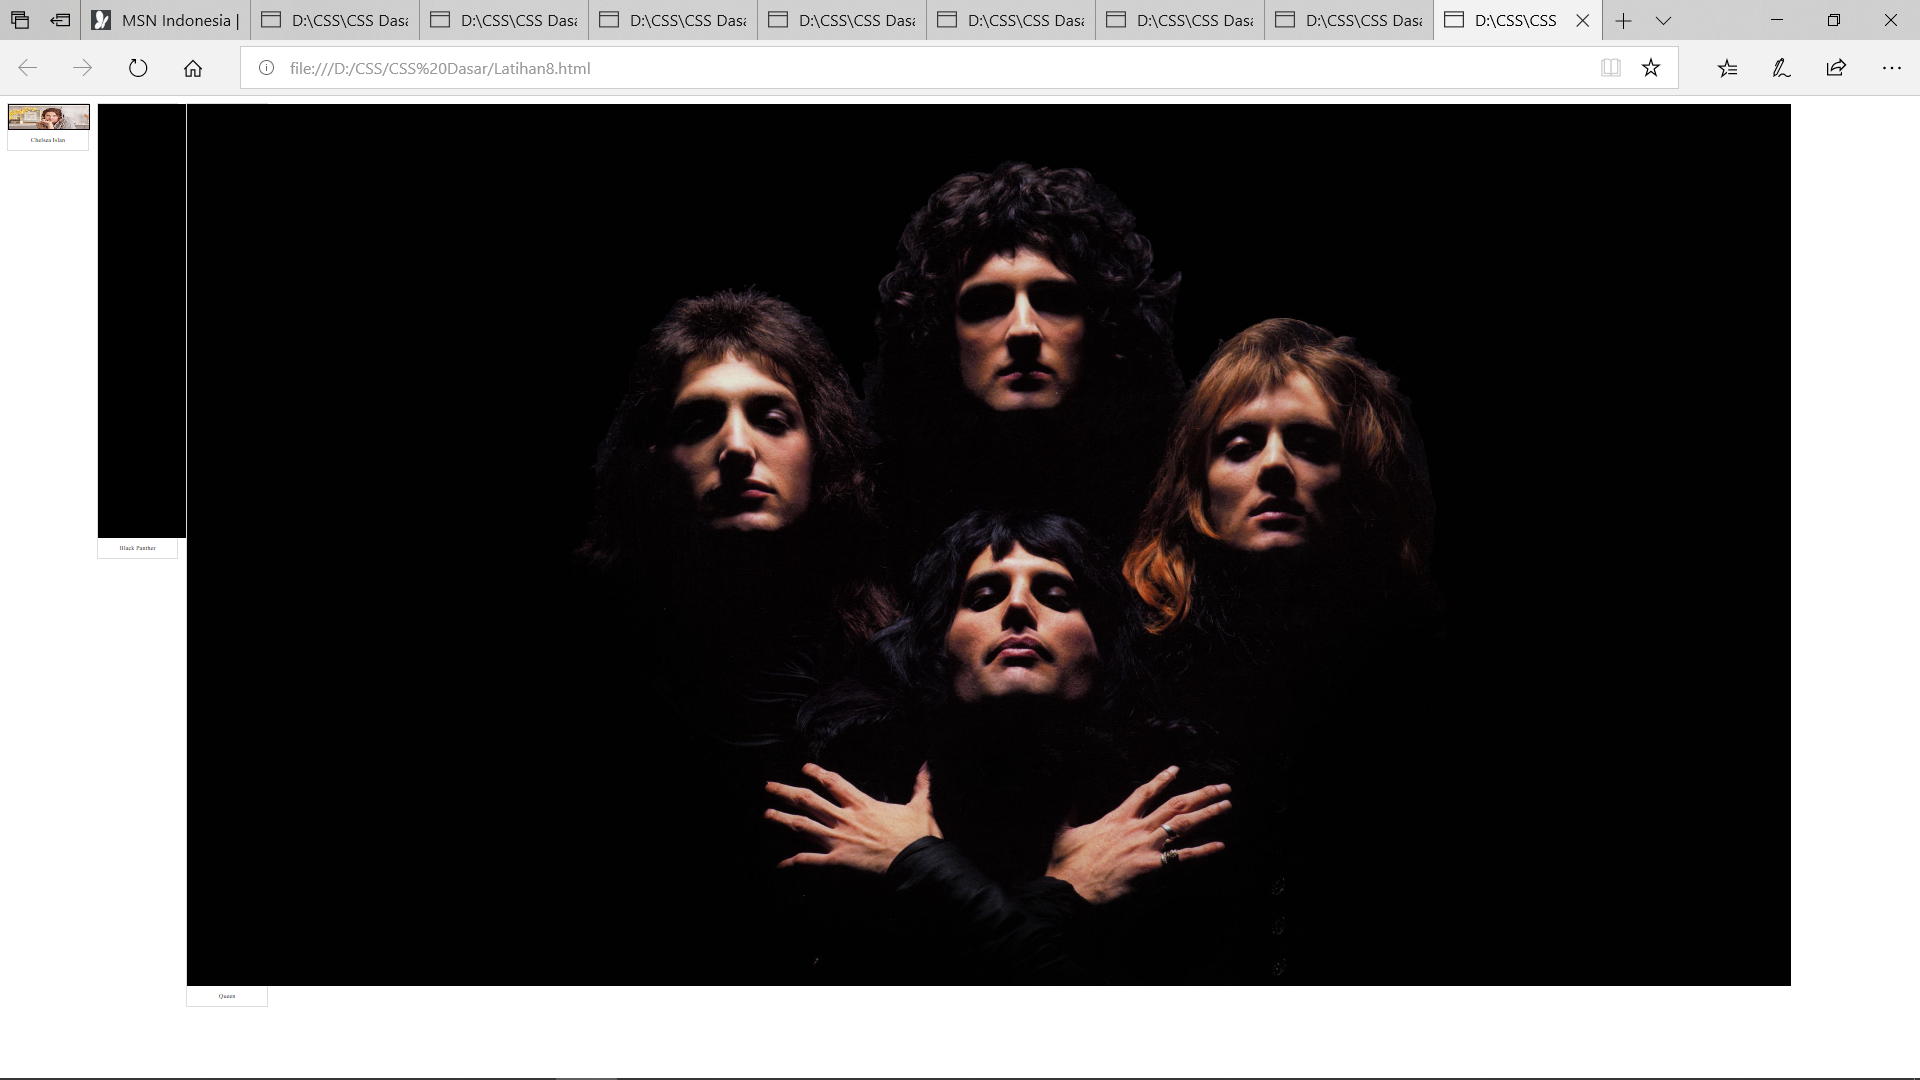 MSN Indonesia |
D:\CSS\CSS Dasa
D:\CSS\CSS Dasa
D:\CSS\CSS Dasa
D:\CSS\CSS Dasa
D:\CSS\CSS Dasa
D:\CSS\CSS Dasa
D:\CSS\CSS Dasa
D:\CSS\CSS
file:///D:/CSS/CSS%20Dasar/Latihan8.html
Chelsea Islan
Black Panther
Queen